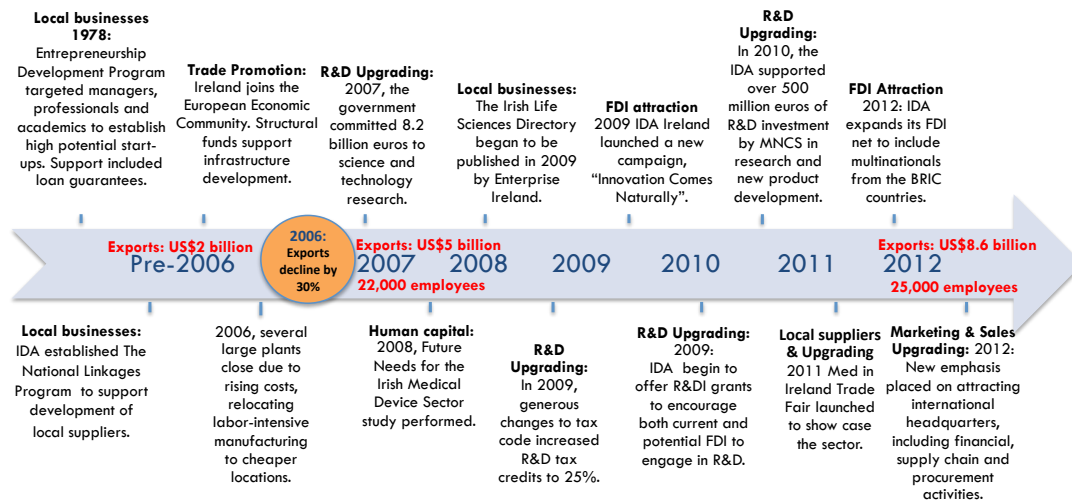 Local businesses
1978:
Entrepreneurship
Development Program
targeted managers,
professionals and
academics to establish
high potential start-
ups. Support included
loan guarantees.
Trade Promotion:
Ireland joins the
European Economic
Community. Structural
funds support
infrastructure
development.
R&D Upgrading:
2007, the
government
committed 8.2
billion euros to
science and
technology
research.
Local businesses:
The Irish Life
Sciences Directory
began to be
published in 2009
by Enterprise
Ireland.
FDI attraction
2009 IDA Ireland
launched a new
campaign,
“Innovation Comes
Naturally”.
R&D
Upgrading:
In 2010, the
IDA supported
over 500
million euros of
R&D investment
by MNCS in
research and
new product
development.
FDI Attraction
2012: IDA
expands its FDI
net to include
multinationals
from the BRIC
countries.
Exports: US$2 billion
Pre-2006
2006:
Exports
decline by
30%
Exports: US$5 billion
2007
22,000 employees
2008
2009
2010
2011
Exports: US$8.6 billion
2012
25,000 employees
Local businesses:
IDA established The
National Linkages
Program to support
development of
local suppliers.
2006, several
large plants
close due to
rising costs,
relocating
labor-intensive
manufacturing
to cheaper
locations.
Human capital:
2008, Future
Needs for the
Irish Medical
Device Sector
study performed.
R&D
Upgrading:
In 2009,
generous
changes to tax
code increased
R&D tax
credits to 25%.
R&D Upgrading:
2009:
IDA begin to
offer R&DI grants
to encourage
both current and
potential FDI to
engage in R&D.
Local suppliers
& Upgrading
2011 Med in
Ireland Trade
Fair launched
to show case
the sector.
Marketing & Sales
Upgrading: 2012:
New emphasis
placed on attracting
international
headquarters,
including financial,
supply chain and
procurement
activities.